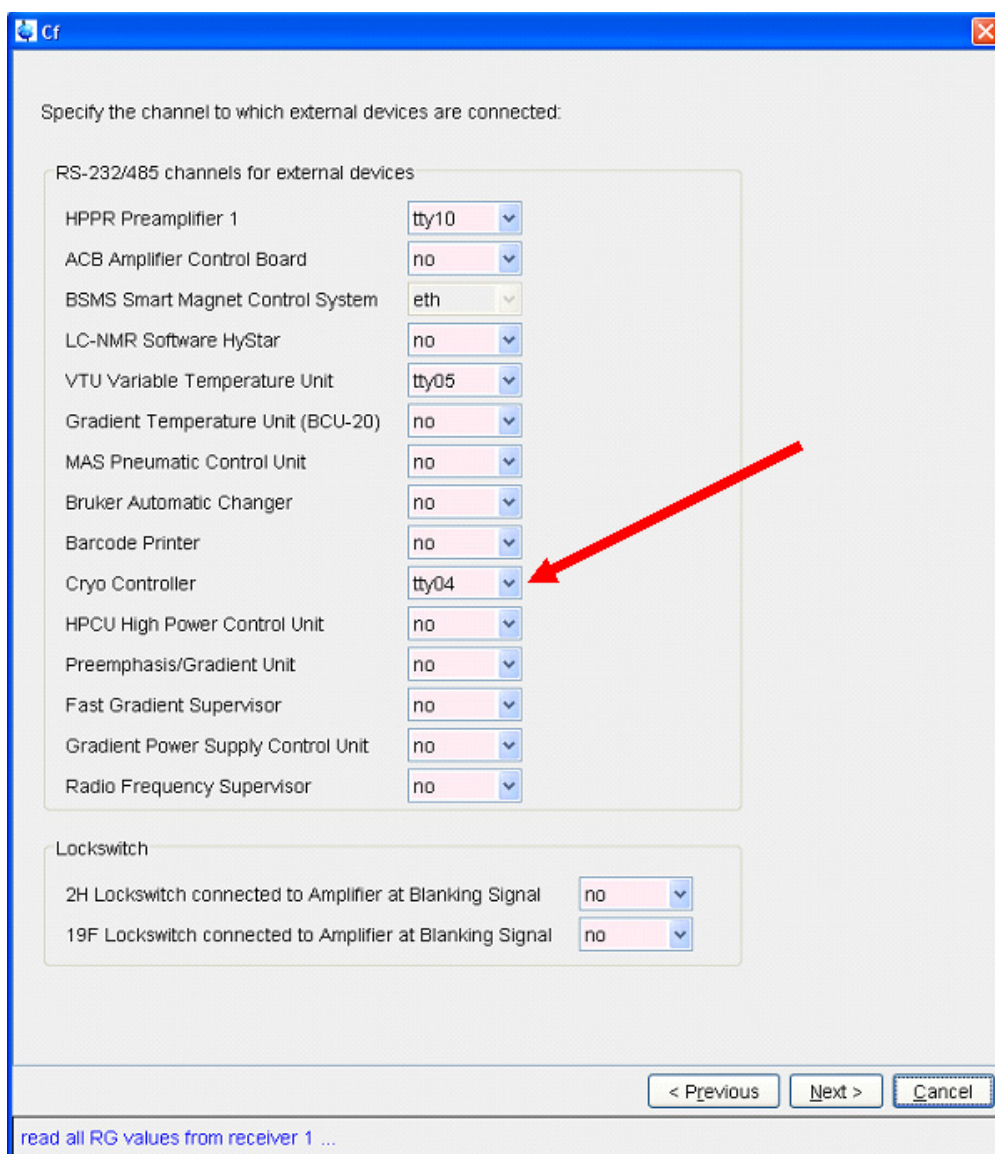 Cf
Specify the channel to which external devices are connected:
RS-232/485 channels for external devices
HPPR Preamplifier 1 tty10
ACB Amplifier Control Board no
BSMS Smart Magnet Control System eth
LC-NMR Software HyStar no
VTU Variable Temperature Unit tty05
Gradient Temperature Unit (BCU-20) no
MAS Pneumatic Control Unit no
Bruker Automatic Changer no
Barcode Printer no
Cryo Controller tty04
HPCU High Power Control Unit no
Preemphasis/Gradient Unit no
Fast Gradient Supervisor no
Gradient Power Supply Control Unit no
Radio Frequency Supervisor no
Lockswitch
2H Lockswitch connected to Amplifier at Blanking Signal no
19F Lockswitch connected to Amplifier at Blanking Signal no
< Previous Next > Cancel
read all RG values from receiver 1 ...